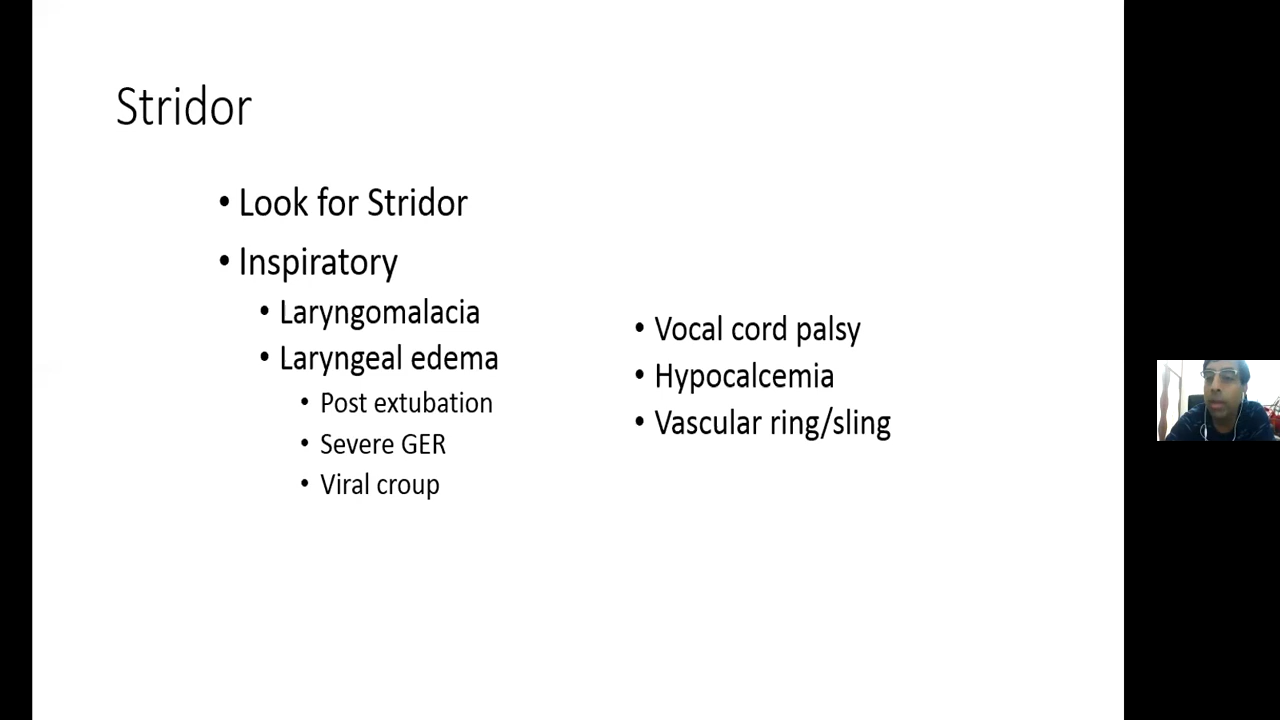 Stridor
• Look for Stridor
• Inspiratory
• Laryngomalacia
• Laryngeal edema
• Post extubation
• Severe GER
• Viral croup
• Vocal cord palsy
• Hypocalcemia
• Vascular ring/sling